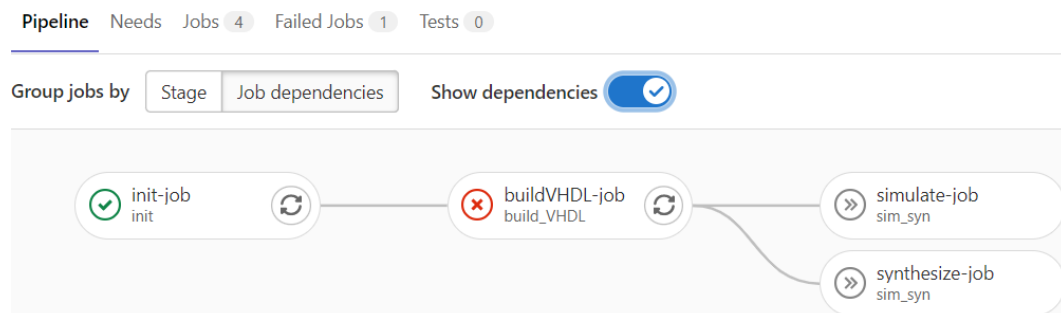 Pipeline Needs Jobs 4 Failed Jobs 1 Tests 0
Group jobs by Stage Job dependencies Show dependencies
init-job
init
buildVHDL-job
build_VHDL
simulate-job
sim_syn
synthesize-job
sim_syn